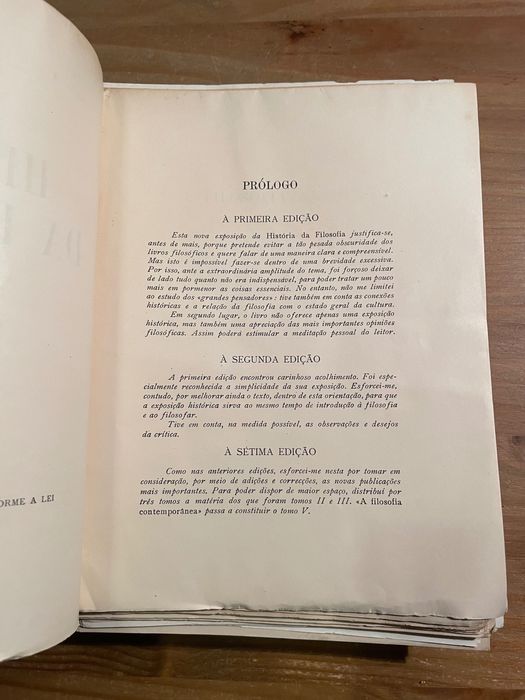 PRÓLOGO
À PRIMEIRA EDIÇÃO
Esta nova exposição da História da Filosofia justifica-se,
antes de mais, porque pretende evitar a tão pesada obscuridade dos
livros filosóficos e quere falar de uma maneira clara e compreensível.
Mas isto é impossível fazer-se dentro de uma brevidade excessiva.
Por isso, ante a extraordinária amplitude do tema, foi forçoso deixar
de lado tudo quanto não era indispensável, para poder tratar um pouco
mais em pormenor as coisas essenciais. No entanto, não me limitei
ao estudo dos «grandes pensadores»: tive também em conta as conexões
históricas e a relação da filosofia com o estado geral da cultura.
Em segundo lugar, o livro não oferece apenas uma exposição
histórica, mas também uma apreciação das mais importantes opiniões
filosóficas. Assim poderá estimular a meditação pessoal do leitor.
À SEGUNDA EDIÇÃO
A primeira edição encontrou carinhoso acolhimento. Foi espe-
cialmente reconhecida a simplicidade da sua exposição. Esforcei-me,
contudo, por melhorar ainda o texto, dentro desta orientação, para que
a exposição histórica sirva ao mesmo tempo de introdução à filosofia
e ao filosofar.
Tive em conta, na medida possível, as observações e desejos
da crítica.
À SÉTIMA EDIÇÃO
Como nas anteriores edições, esforcei-me nesta por tomar em
consideração, por meio de adições e correcções, as novas publicações
mais importantes. Para poder dispor de maior espaço, distribuí por
três tomos a matéria dos que foram tomos II e III. «A filosofia
contemporânea» passa a constituir o tomo V.
ORME A LEI